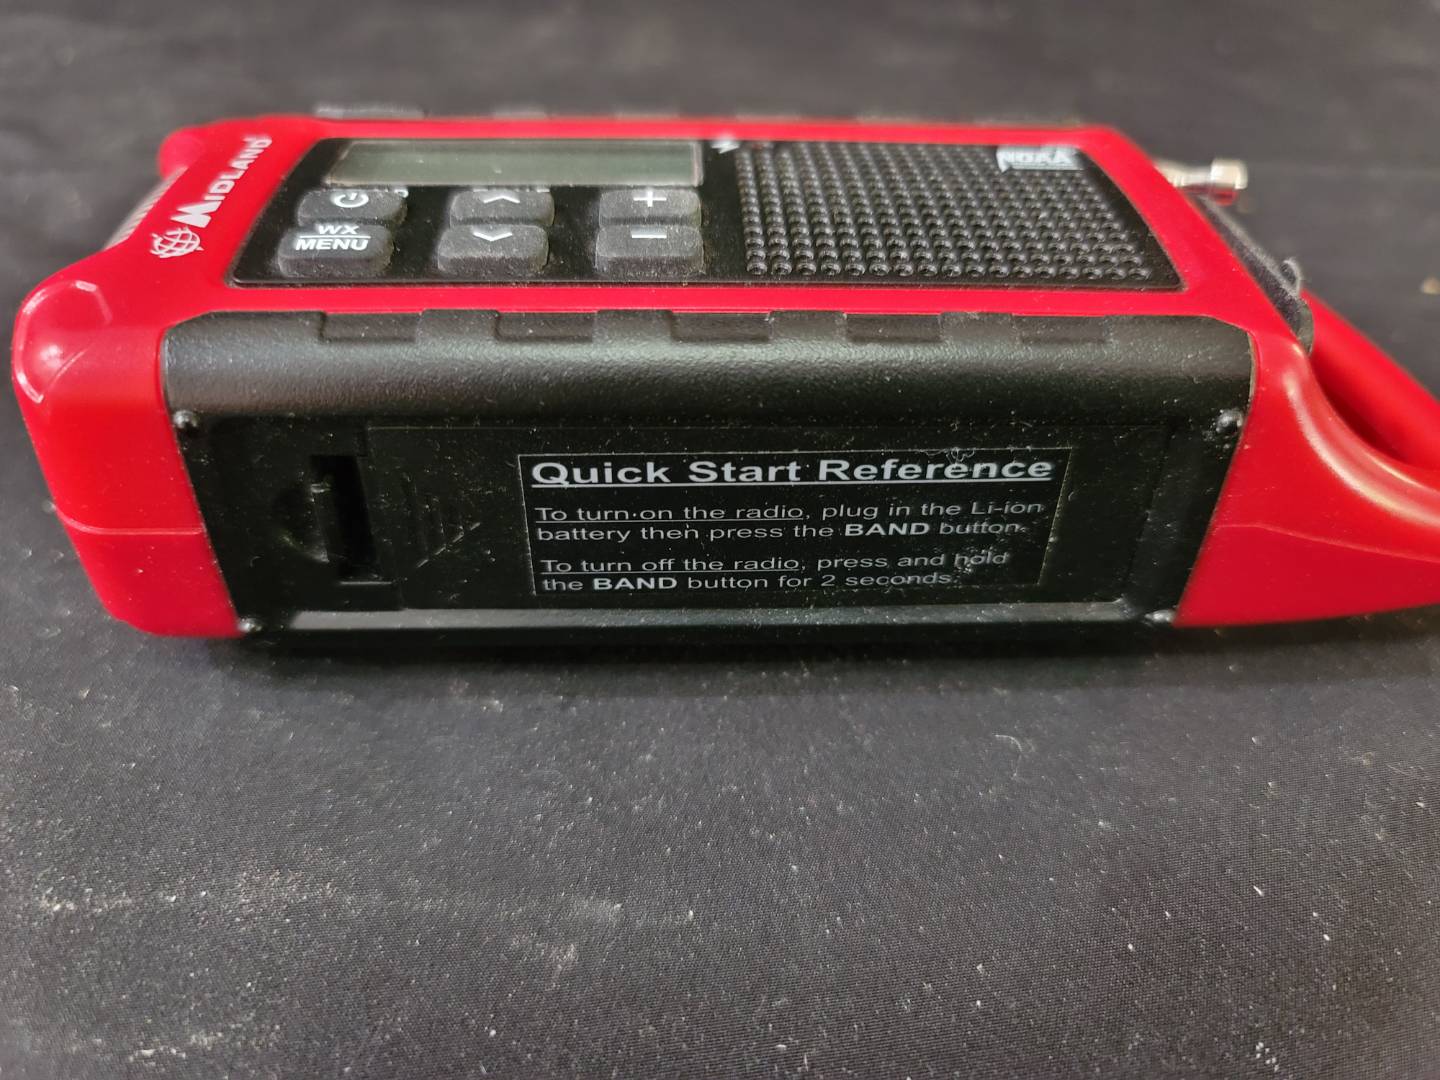 MIDLAND
NOAA
+
WX
MENU
−
Quick Start Reference
To turn on the radio, plug in the Li-ion
battery then press the BAND button.
To turn off the radio, press and hold
the BAND button for 2 seconds.